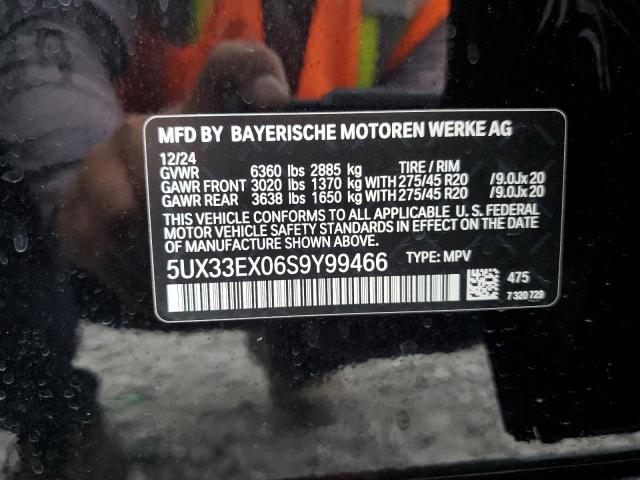 MFD BY BAYERISCHE MOTOREN WERKE AG
12/24
GVWR 6360 lbs 2885 kg TIRE / RIM
GAWR FRONT 3020 lbs 1370 kg WITH 275/45 R20 /9.0Jx20
GAWR REAR 3638 lbs 1650 kg WITH 275/45 R20 /9.0Jx20
THIS VEHICLE CONFORMS TO ALL APPLICABLE U. S. FEDERAL
MOTOR VEHICLE SAFETY STANDARDS IN EFFECT ON THE DATE
OF MANUFACTURE SHOWN ABOVE.
5UX33EX06S9Y99466 TYPE: MPV
475
7 320 729